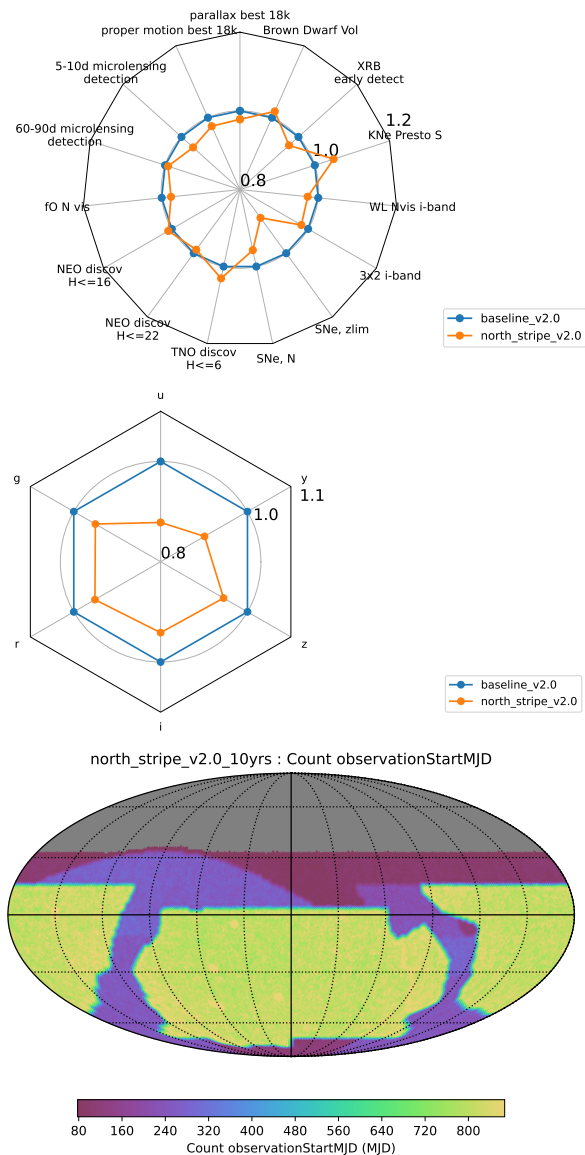 parallax best 18k
proper motion best 18k
Brown Dwarf Vol
5-10d microlensing
detection
XRB
early detect
1.2
60-90d microlensing
detection
KNe Presto S
1.0
0.8
fO N vis
WL Nvis i-band
NEO discov
H<=16
3x2 i-band
NEO discov
H<=22
SNe, zlim
TNO discov
H<=6
SNe, N
baseline_v2.0
north_stripe_v2.0
u
g
y
1.1
1.0
0.8
r
z
i
baseline_v2.0
north_stripe_v2.0
north_stripe_v2.0_10yrs : Count observationStartMJD
80 160 240 320 400 480 560 640 720 800
Count observationStartMJD (MJD)